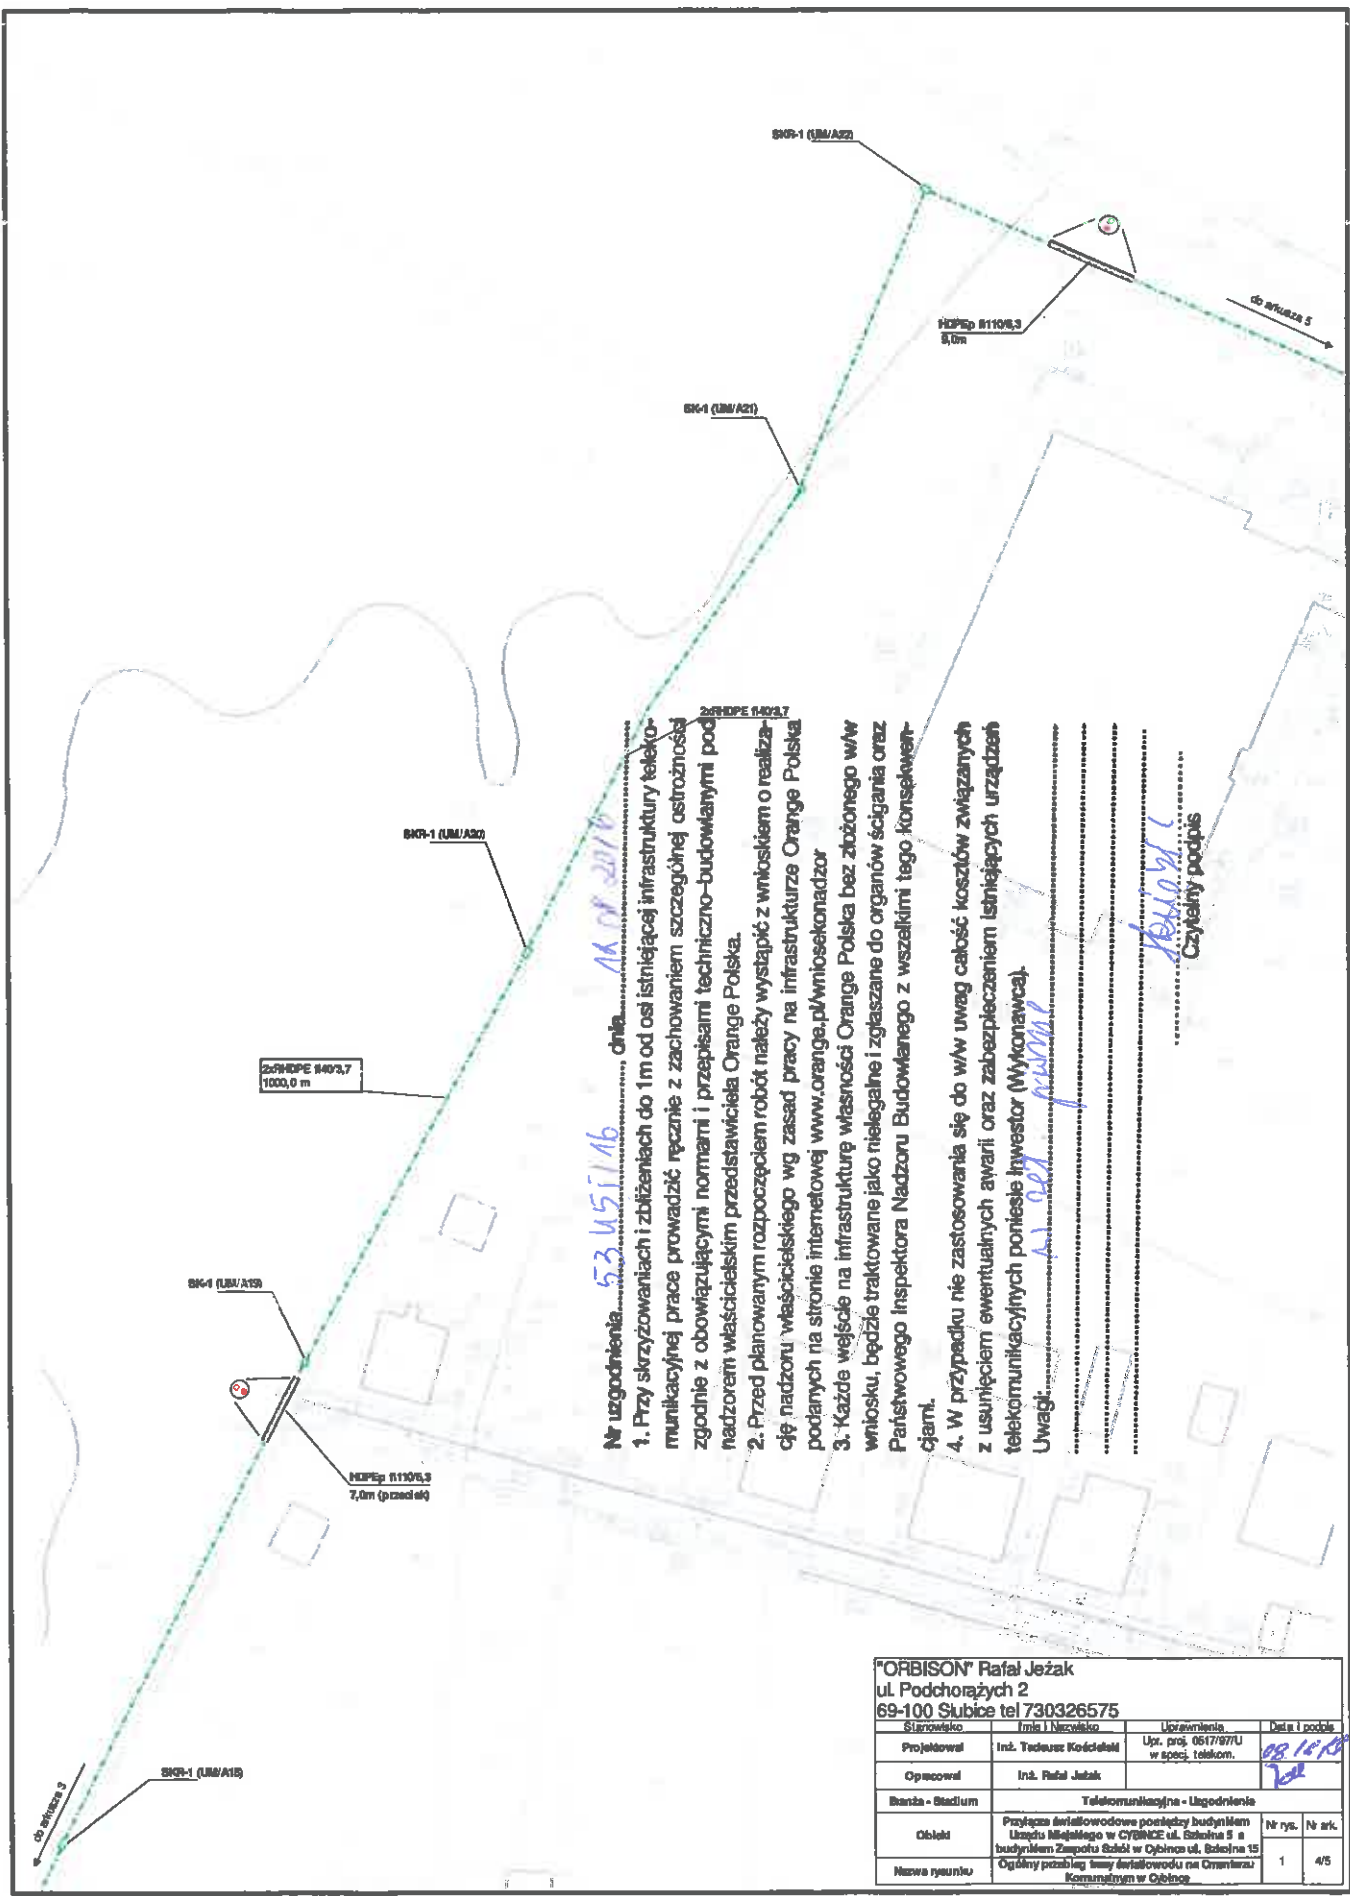 SKR-1 (UM/A22)
HDPEp fi110/6,3
9,0m
do arkusza 5
SK-1 (UM/A21)
2xRHDPE fi40/3,7
SKR-1 (UM/A20)
2xRHDPE fi40/3,7
1000,0 m
SK-1 (UM/A19)
HDPEp fi110/6,3
7,0m (przecisk)
SKR-1 (UM/A18)
do arkusza 3
Nr uzgodnienia 53 , dnia
1. Przy skrzyżowaniach i zbliżeniach do 1m od osi istniejącej infrastruktury teleko-
munikacyjnej prace prowadzić ręcznie z zachowaniem szczególnej ostrożności
zgodnie z obowiązującymi normami i przepisami techniczno–budowlanymi pod
nadzorem właścicielskim przedstawiciela Orange Polska.
2. Przed planowanym rozpoczęciem robót należy wystąpić z wnioskiem o realiza-
cję nadzoru właścicielskiego wg zasad pracy na infrastrukturze Orange Polska
podanych na stronie internetowej www.orange.pl/wniosekonadzor
3. Każde wejście na infrastrukturę własności Orange Polska bez złożonego w/w
wniosku, będzie traktowane jako nielegalne i zgłaszane do organów ścigania oraz
Państwowego Inspektora Nadzoru Budowlanego z wszelkimi tego konsekwen-
cjami.
4. W przypadku nie zastosowania się do w/w uwag całość kosztów związanych
z usunięciem ewentualnych awarii oraz zabezpieczeniem istniejących urządzeń
telekomunikacyjnych poniesie Inwestor (Wykonawca).
Uwagi:
Czytelny podpis
"ORBISON" Rafał Jeżak
ul. Podchorążych 2
69-100 Słubice tel 730326575
Stanowisko Imię i Nazwisko Uprawnienia Data i podpis
Projektował Inż. Tadeusz Kościelski Upr. proj. 0517/97/U
w specj. telekom.
Opracował Inż. Rafał Jeżak
Branża - Stadium Telekomunikacyjna - Uzgodnienia
Obiekt Przyłącze światłowodowe pomiędzy budynkiem
Urzędu Miejskiego w CYBINCE ul. Szkolna 5 a
budynkiem Zespołu Szkół w Cybince ul. Szkolna 15
Nr rys. Nr ark.
1 4/5
Nazwa rysunku Ogólny przebieg trasy światłowodu na Cmentarzu
Komunalnym w Cybince